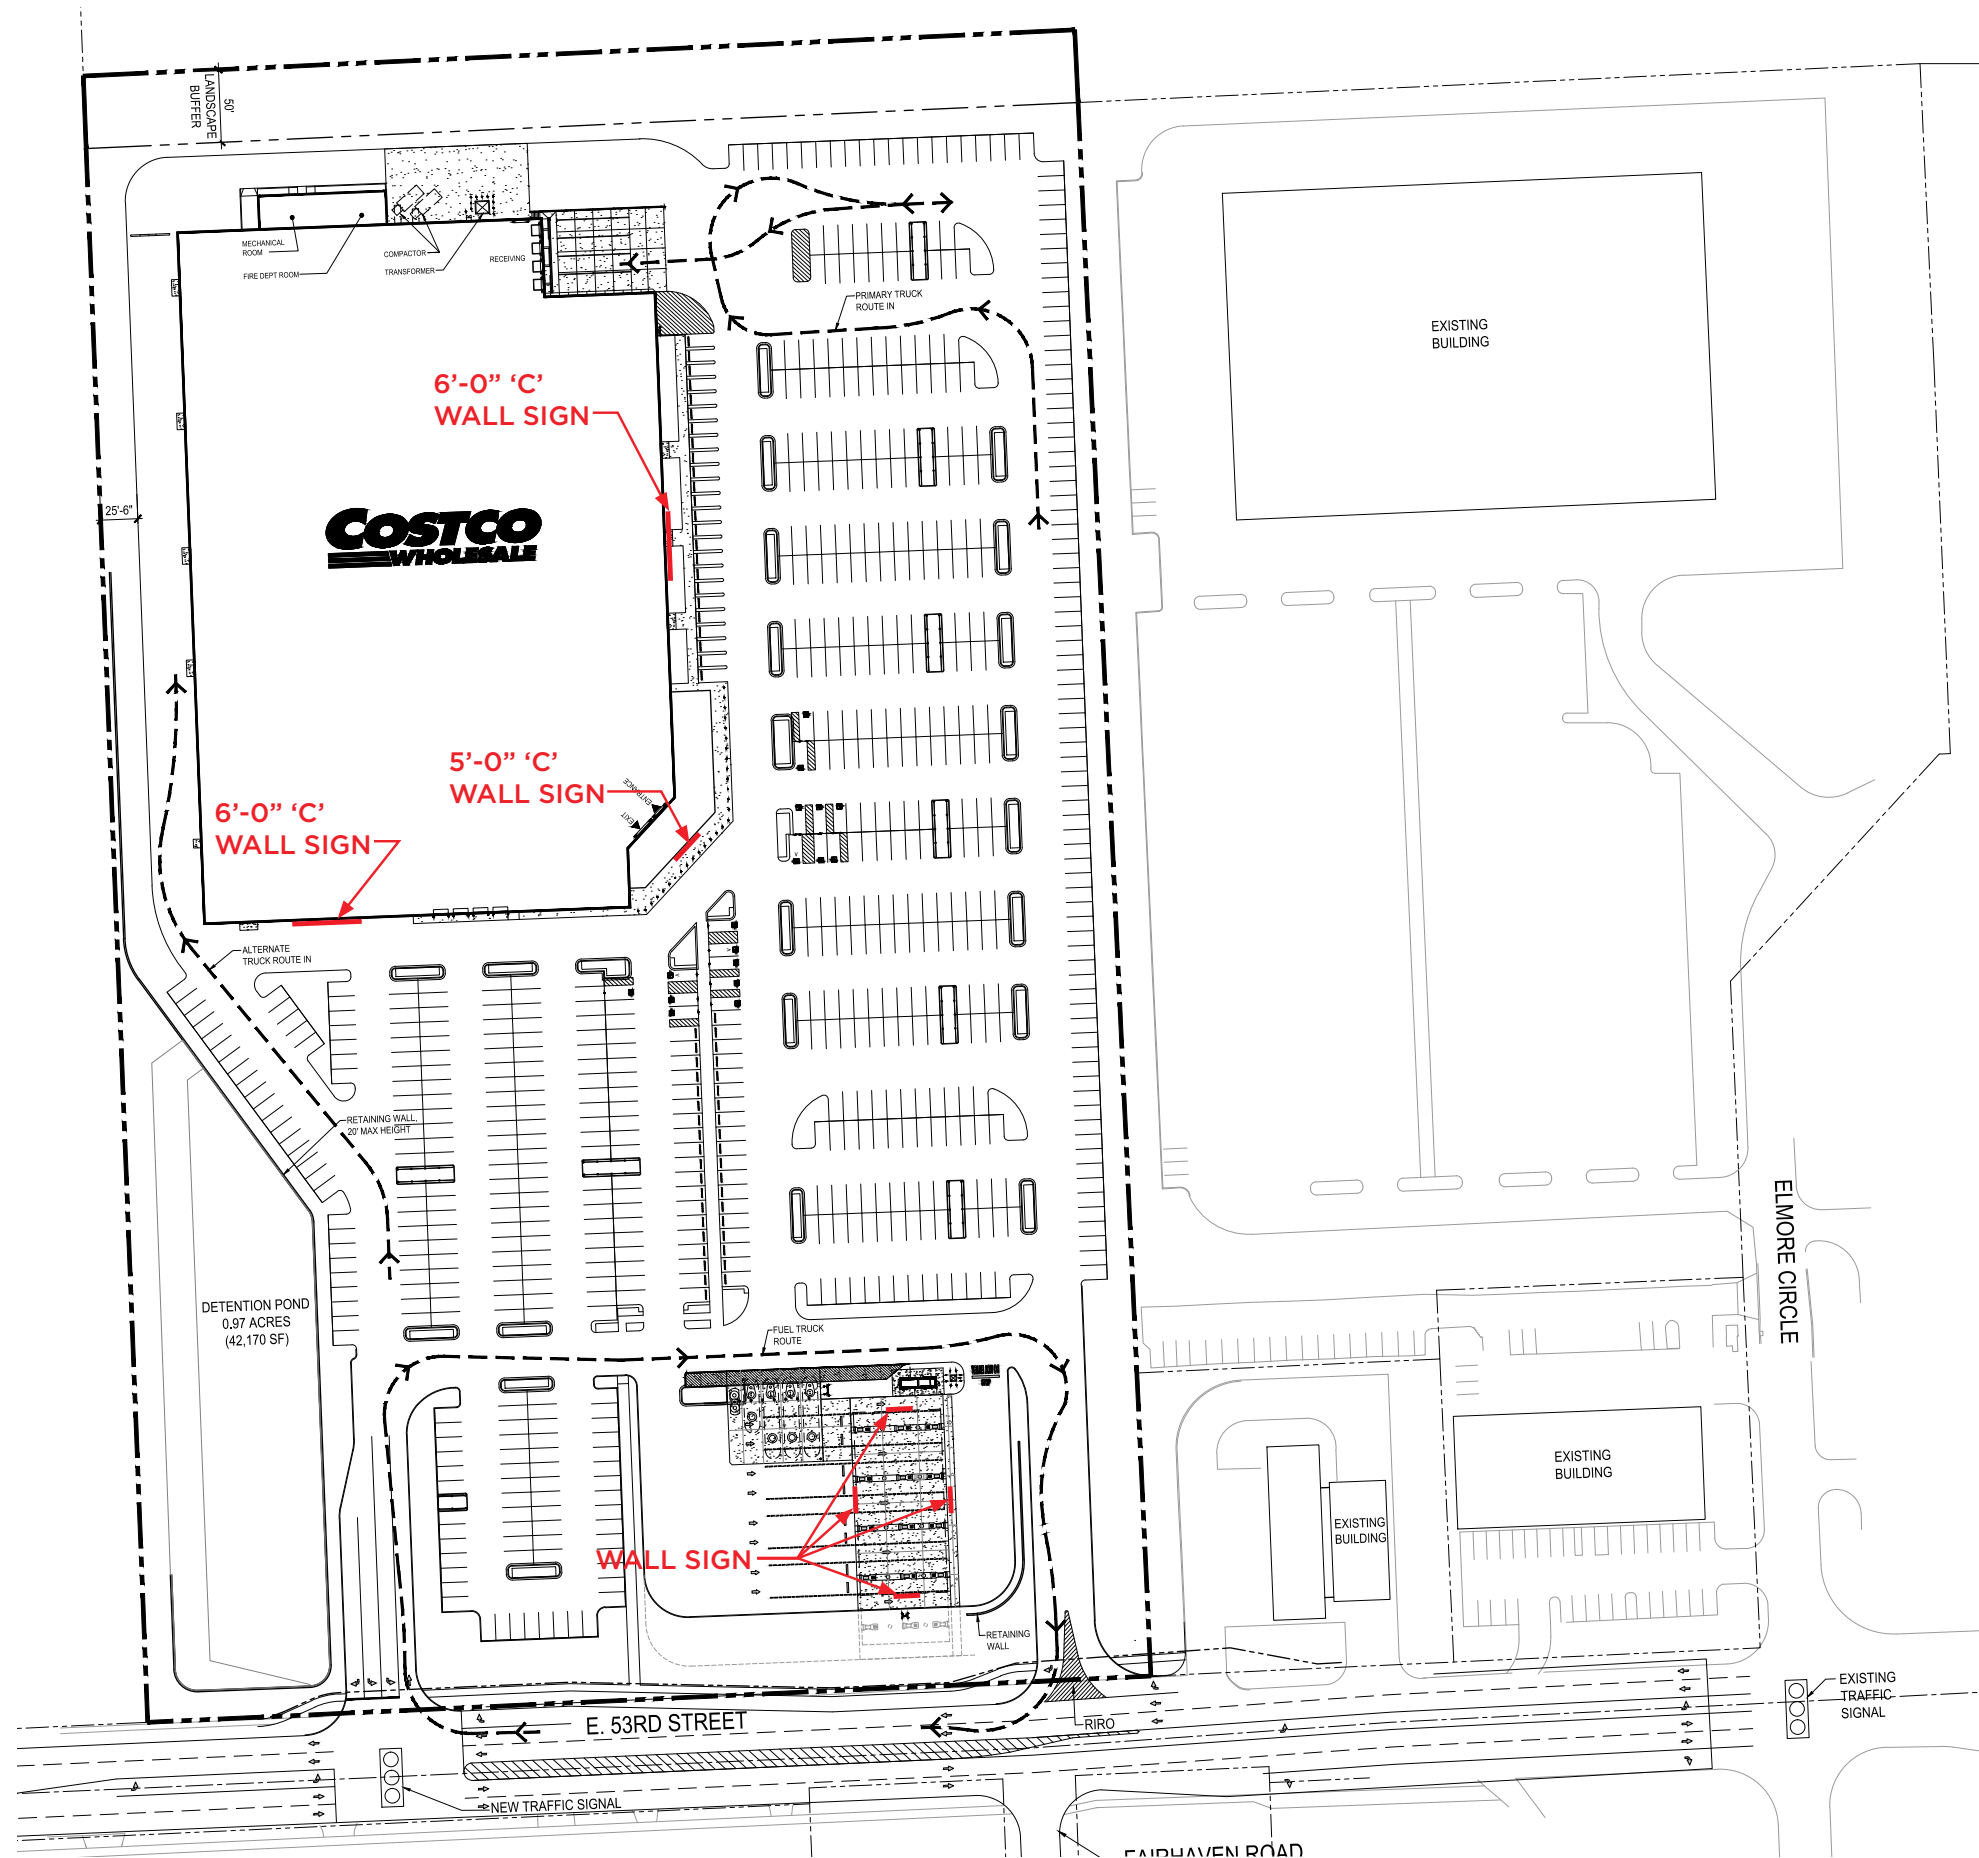 50'
LANDSCAPE
BUFFER
MECHANICAL
ROOM
FIRE DEPT ROOM
COMPACTOR
TRANSFORMER
RECEIVING
PRIMARY TRUCK
ROUTE IN
EXISTING
BUILDING
6’-0” ‘C’
WALL SIGN
25'-6"
COSTCO
WHOLESALE
5’-0” ‘C’
WALL SIGN
ENTRANCE
EXIT
6’-0” ‘C’
WALL SIGN
ALTERNATE
TRUCK ROUTE IN
RETAINING WALL,
20' MAX HEIGHT
ELMORE CIRCLE
DETENTION POND
0.97 ACRES
(42,170 SF)
FUEL TRUCK
ROUTE
EXISTING
BUILDING
EXISTING
BUILDING
WALL SIGN
RETAINING
WALL
EXISTING
TRAFFIC
SIGNAL
E. 53RD STREET
RIRO
NEW TRAFFIC SIGNAL
FAIRHAVEN ROAD